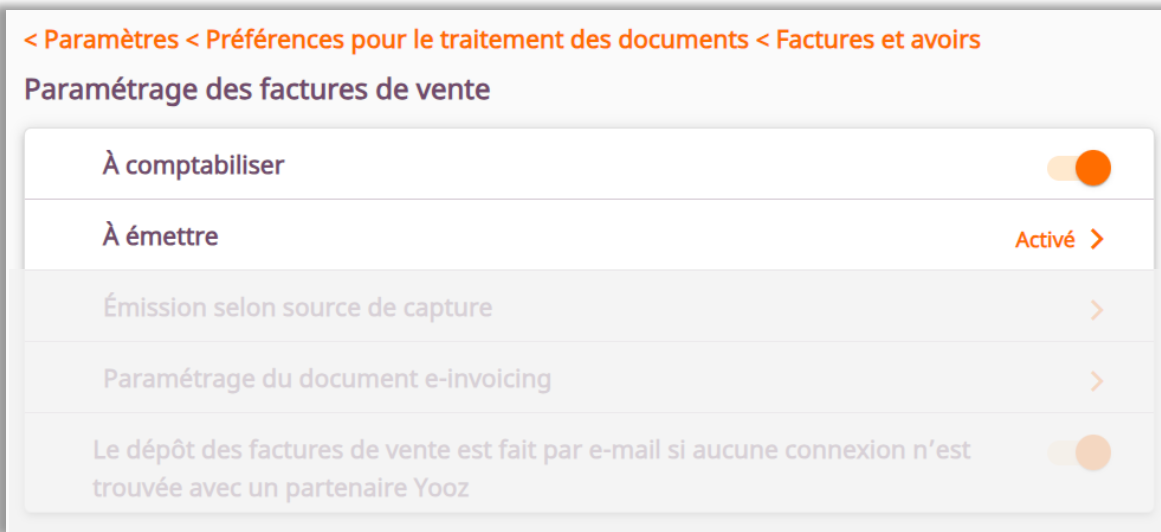 < Paramètres < Préférences pour le traitement des documents < Factures et avoirs
Paramétrage des factures de vente
À comptabiliser
À émettre Activé >
Émission selon source de capture >
Paramétrage du document e-invoicing >
Le dépôt des factures de vente est fait par e-mail si aucune connexion n’est
trouvée avec un partenaire Yooz